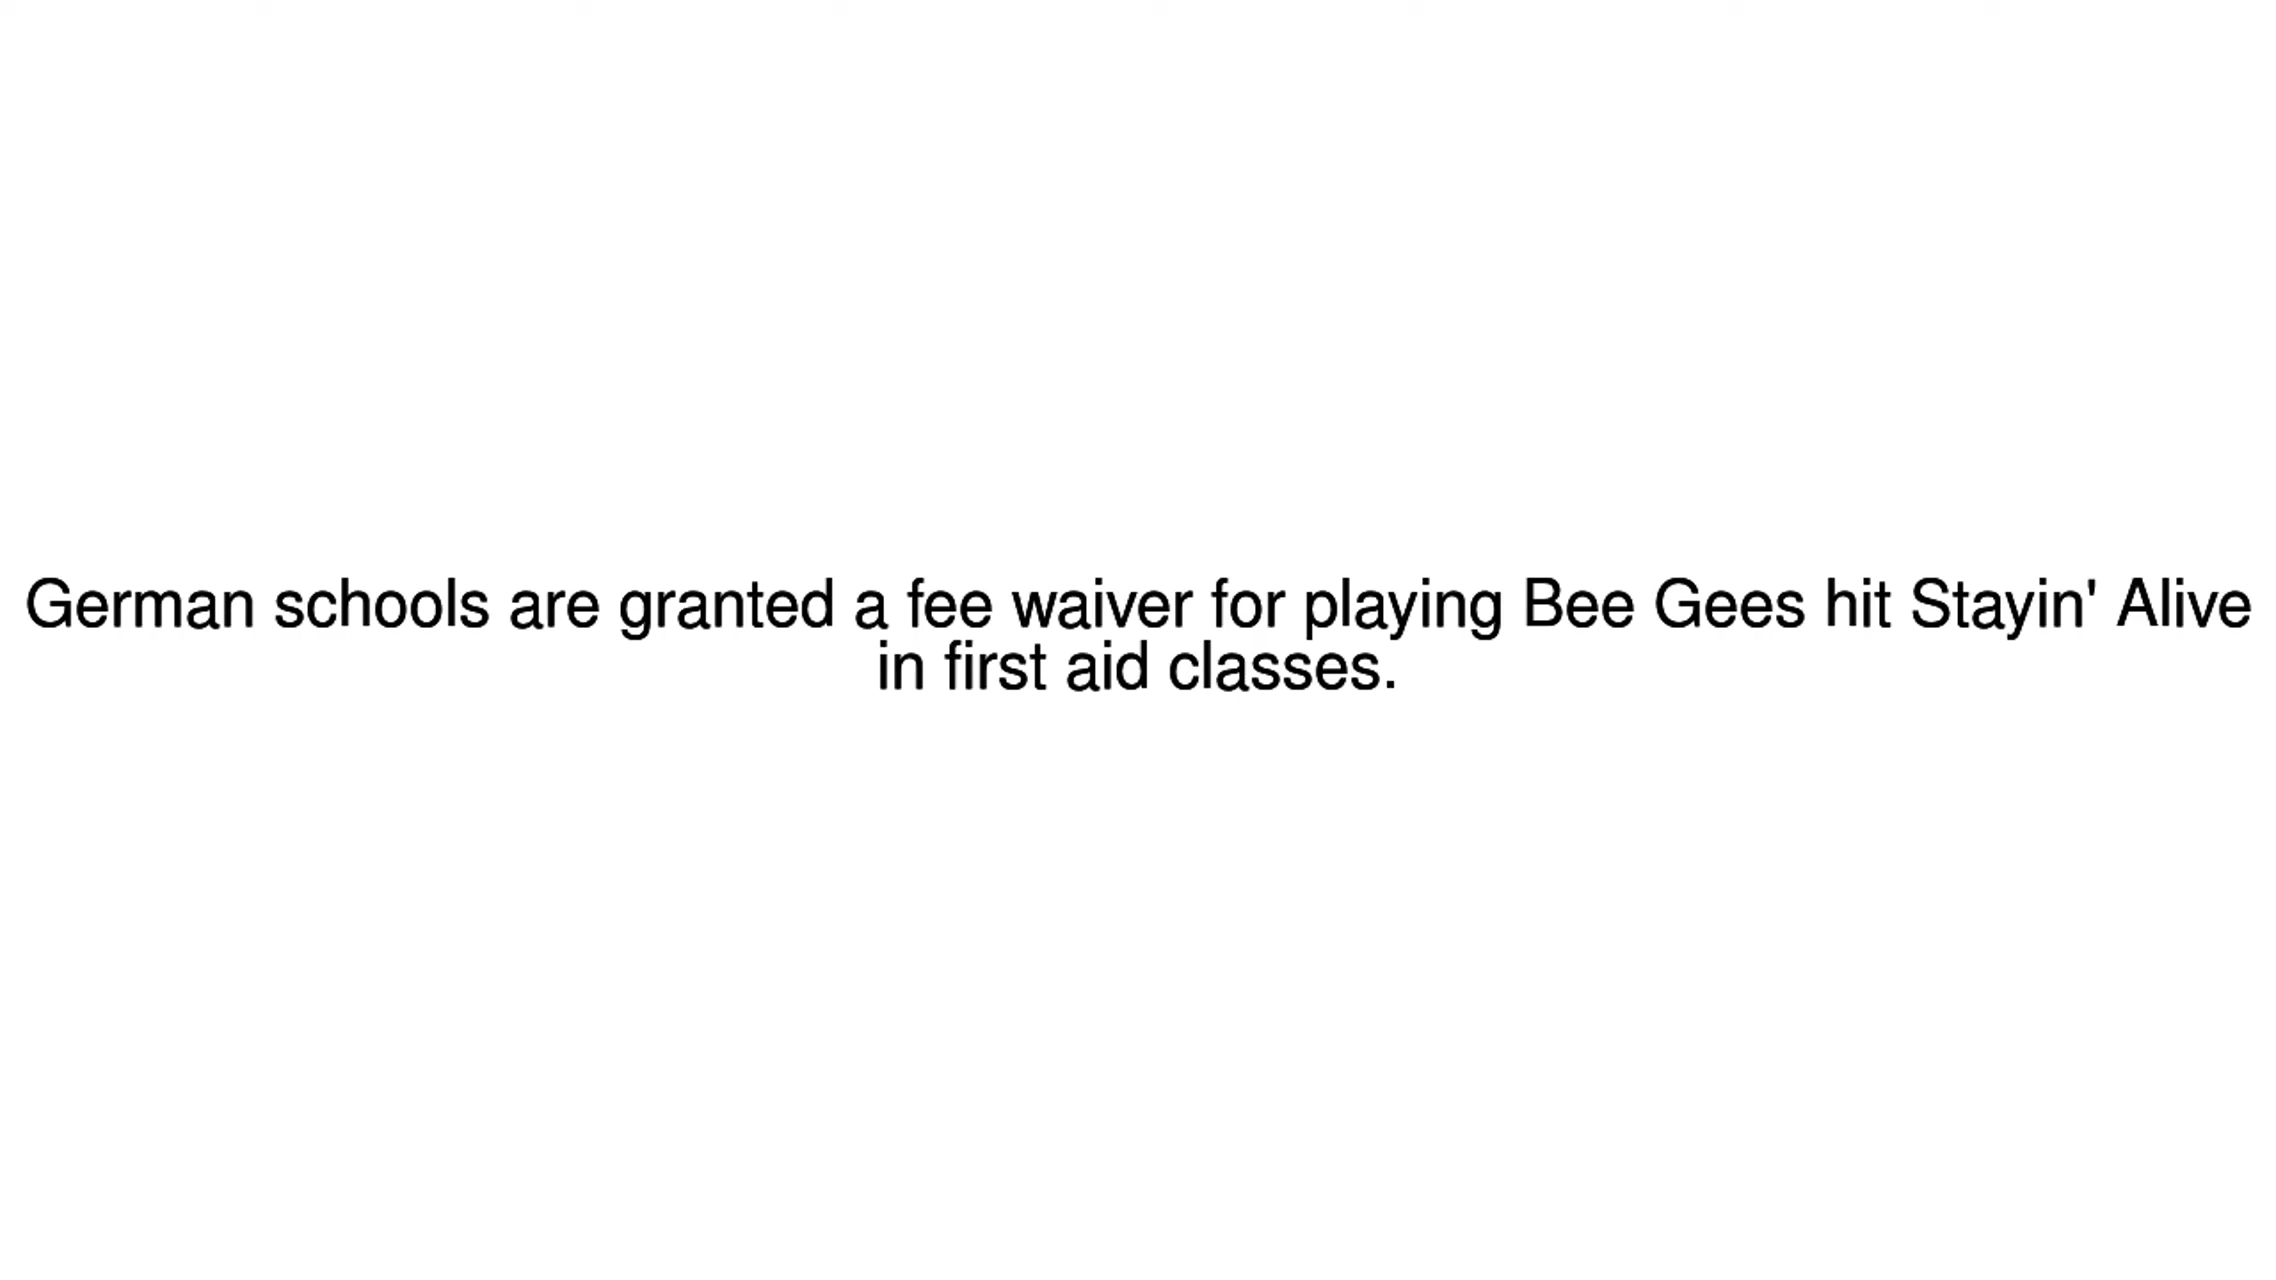 German schools are granted a fee waiver for playing Bee Gees hit Stayin' Alive
in first aid classes.